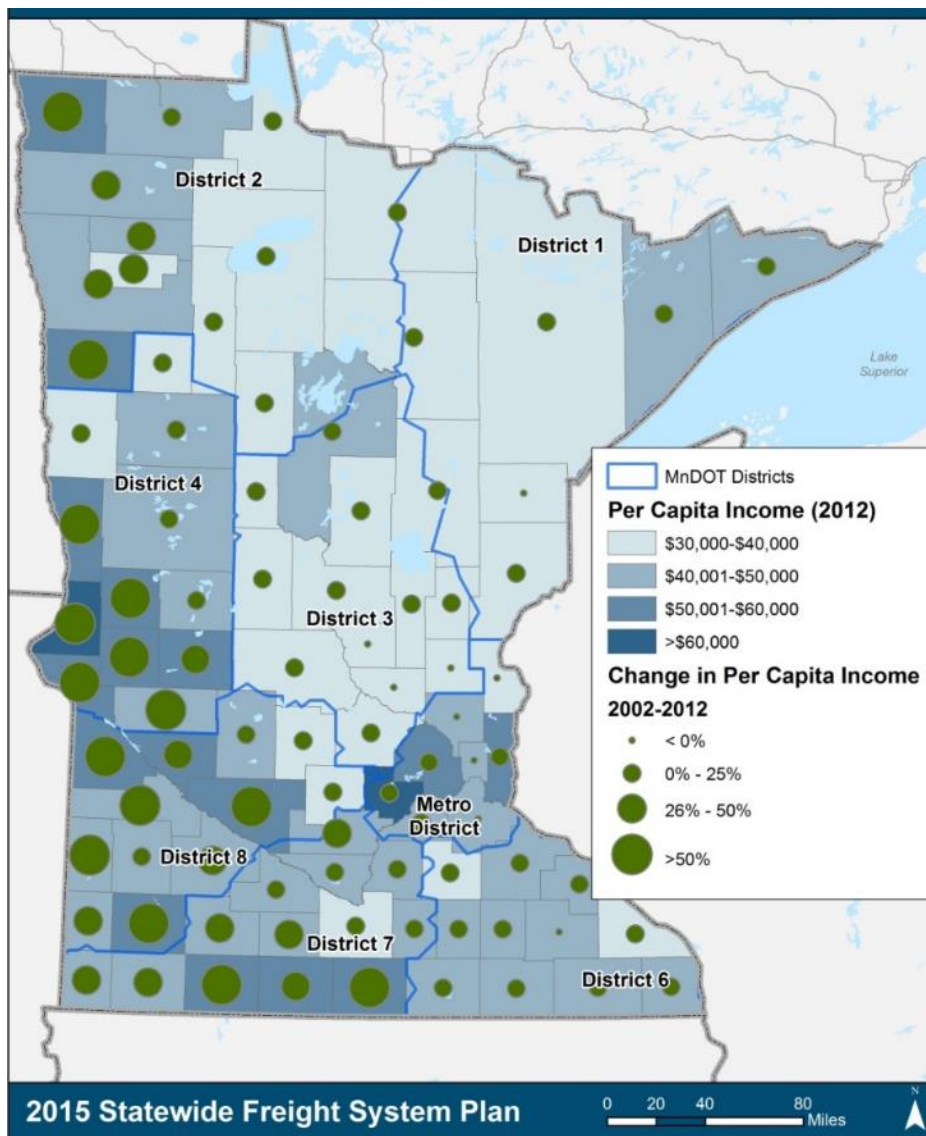 District 2
District 1
Lake
Superior
District 4
District 3
Metro
District
District 8
District 7
District 6
MnDOT Districts
Per Capita Income (2012)
$30,000-$40,000
$40,001-$50,000
$50,001-$60,000
>$60,000
Change in Per Capita Income
2002-2012
< 0%
0% - 25%
26% - 50%
>50%
2015 Statewide Freight System Plan
0 20 40 80
Miles
N